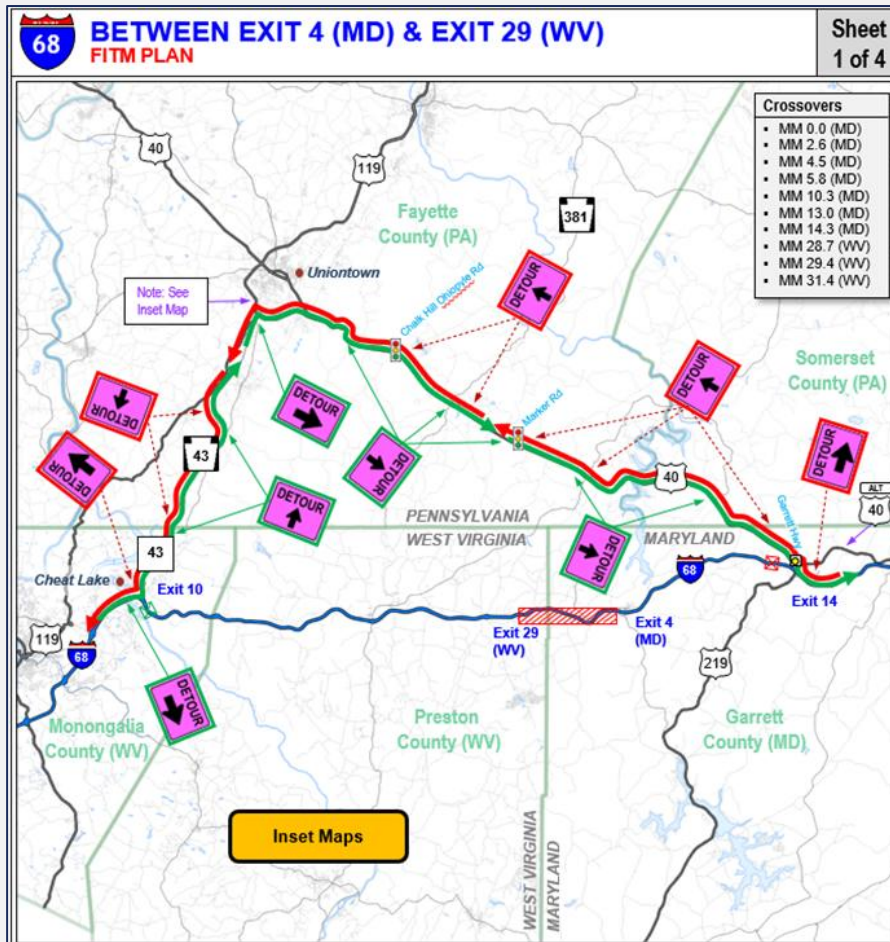 68
BETWEEN EXIT 4 (MD) & EXIT 29 (WV)
FITM PLAN
Sheet
1 of 4
Crossovers
▪ MM 0.0 (MD)
▪ MM 2.6 (MD)
▪ MM 4.5 (MD)
▪ MM 5.8 (MD)
▪ MM 10.3 (MD)
▪ MM 13.0 (MD)
▪ MM 14.3 (MD)
▪ MM 28.7 (WV)
▪ MM 29.4 (WV)
▪ MM 31.4 (WV)
40
119
381
Fayette
County (PA)
Uniontown
Note: See
Inset Map
Chalk Hill Ohiopyle Rd
DETOUR
Marker Rd
DETOUR
Somerset
County (PA)
DETOUR
DETOUR
DETOUR
DETOUR
DETOUR
DETOUR
43
40
ALT
40
Garrett Hwy
PENNSYLVANIA
WEST VIRGINIA
MARYLAND
DETOUR
43
Cheat Lake
Exit 10
68
Exit 14
Exit 29
(WV)
Exit 4
(MD)
119
68
219
DETOUR
Monongalia
County (WV)
Preston
County (WV)
Garrett
County (MD)
Inset Maps
WEST VIRGINIA
MARYLAND